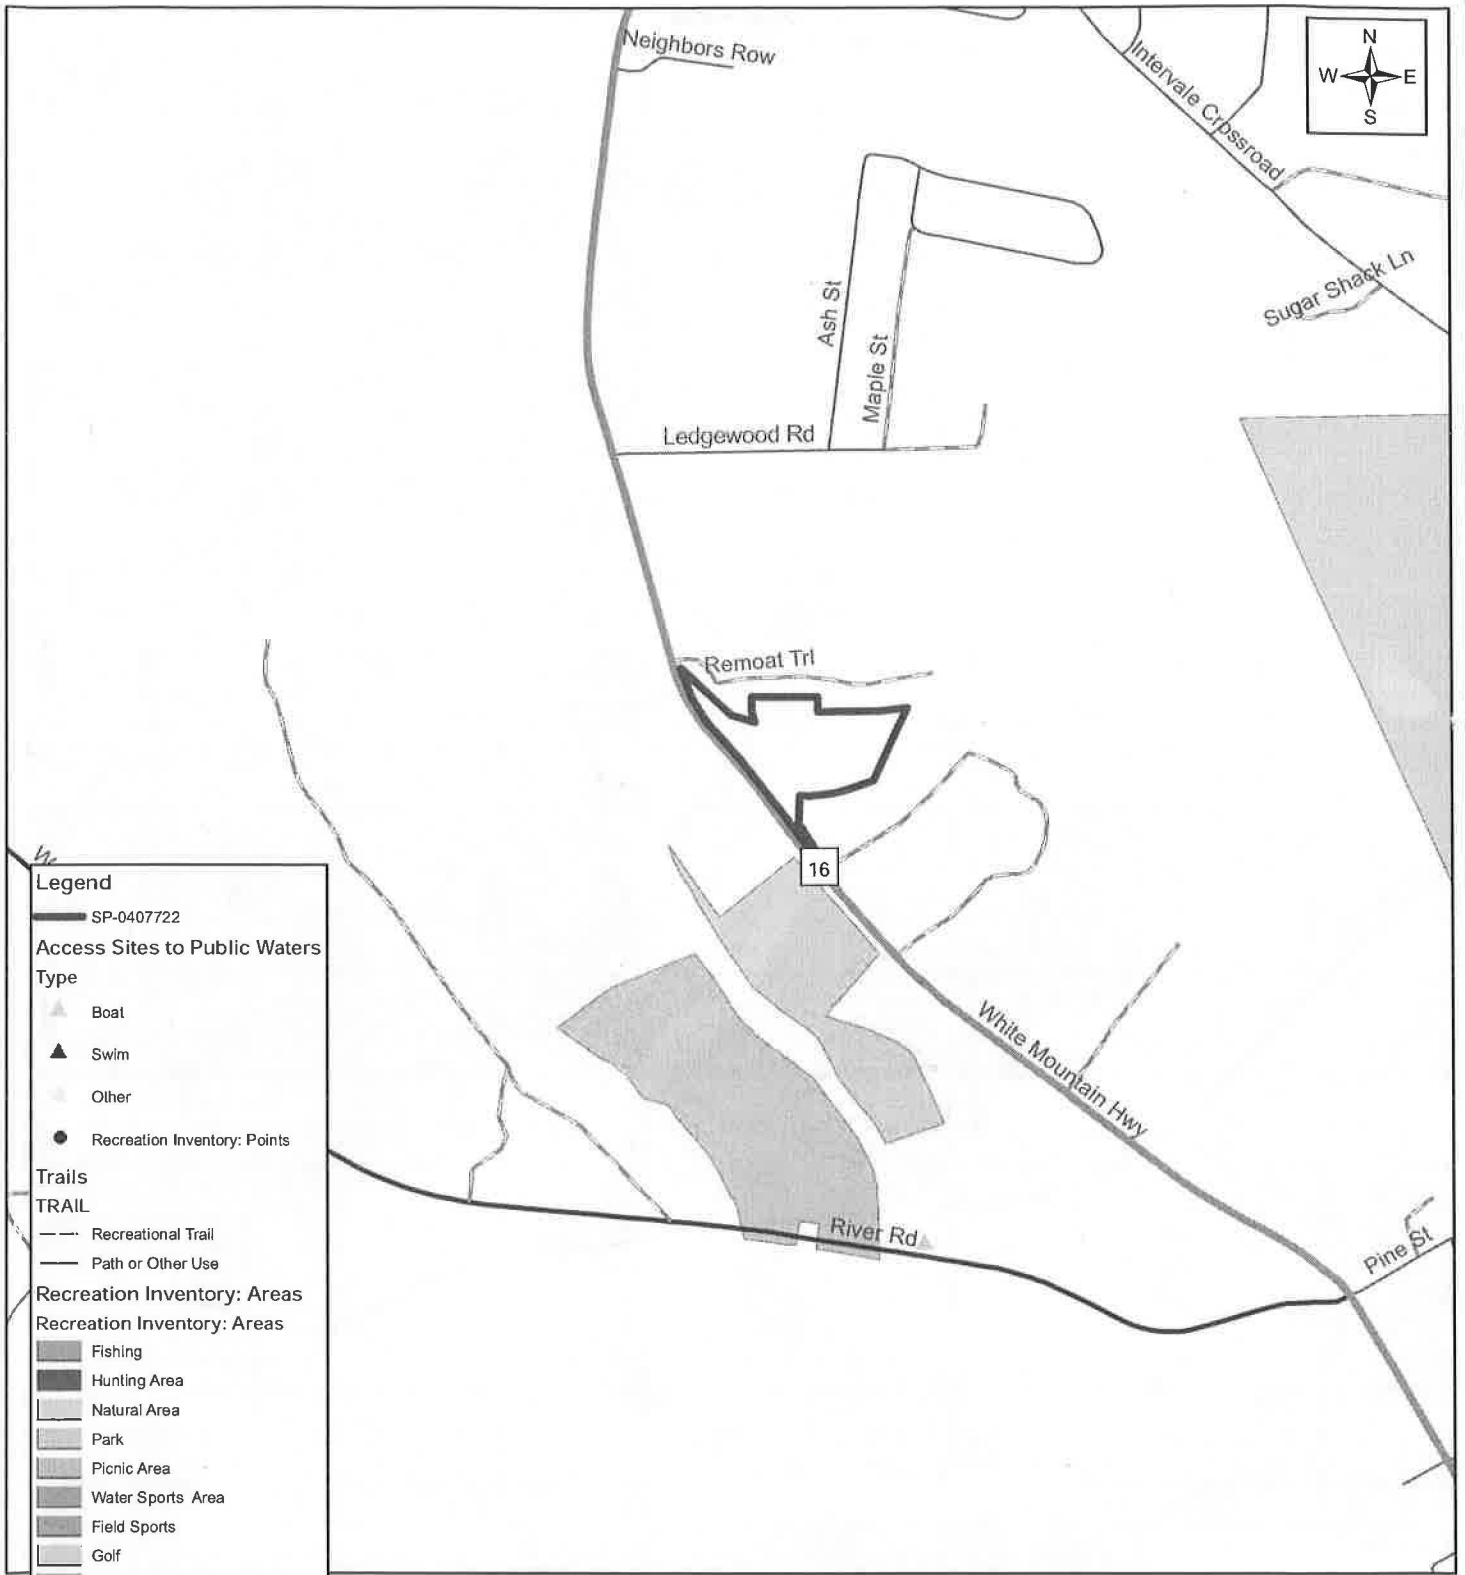 Neighbors Row
Intervale Crossroad
N
W E
S
Ash St
Maple St
Sugar Shack Ln
Ledgewood Rd
Remoat Trl
16
White Mountain Hwy
River Rd
Pine St
Legend
SP-0407722
Access Sites to Public Waters
Type
Boat
Swim
Other
Recreation Inventory: Points
Trails
TRAIL
Recreational Trail
Path or Other Use
Recreation Inventory: Areas
Recreation Inventory: Areas
Fishing
Hunting Area
Natural Area
Park
Picnic Area
Water Sports Area
Field Sports
Golf